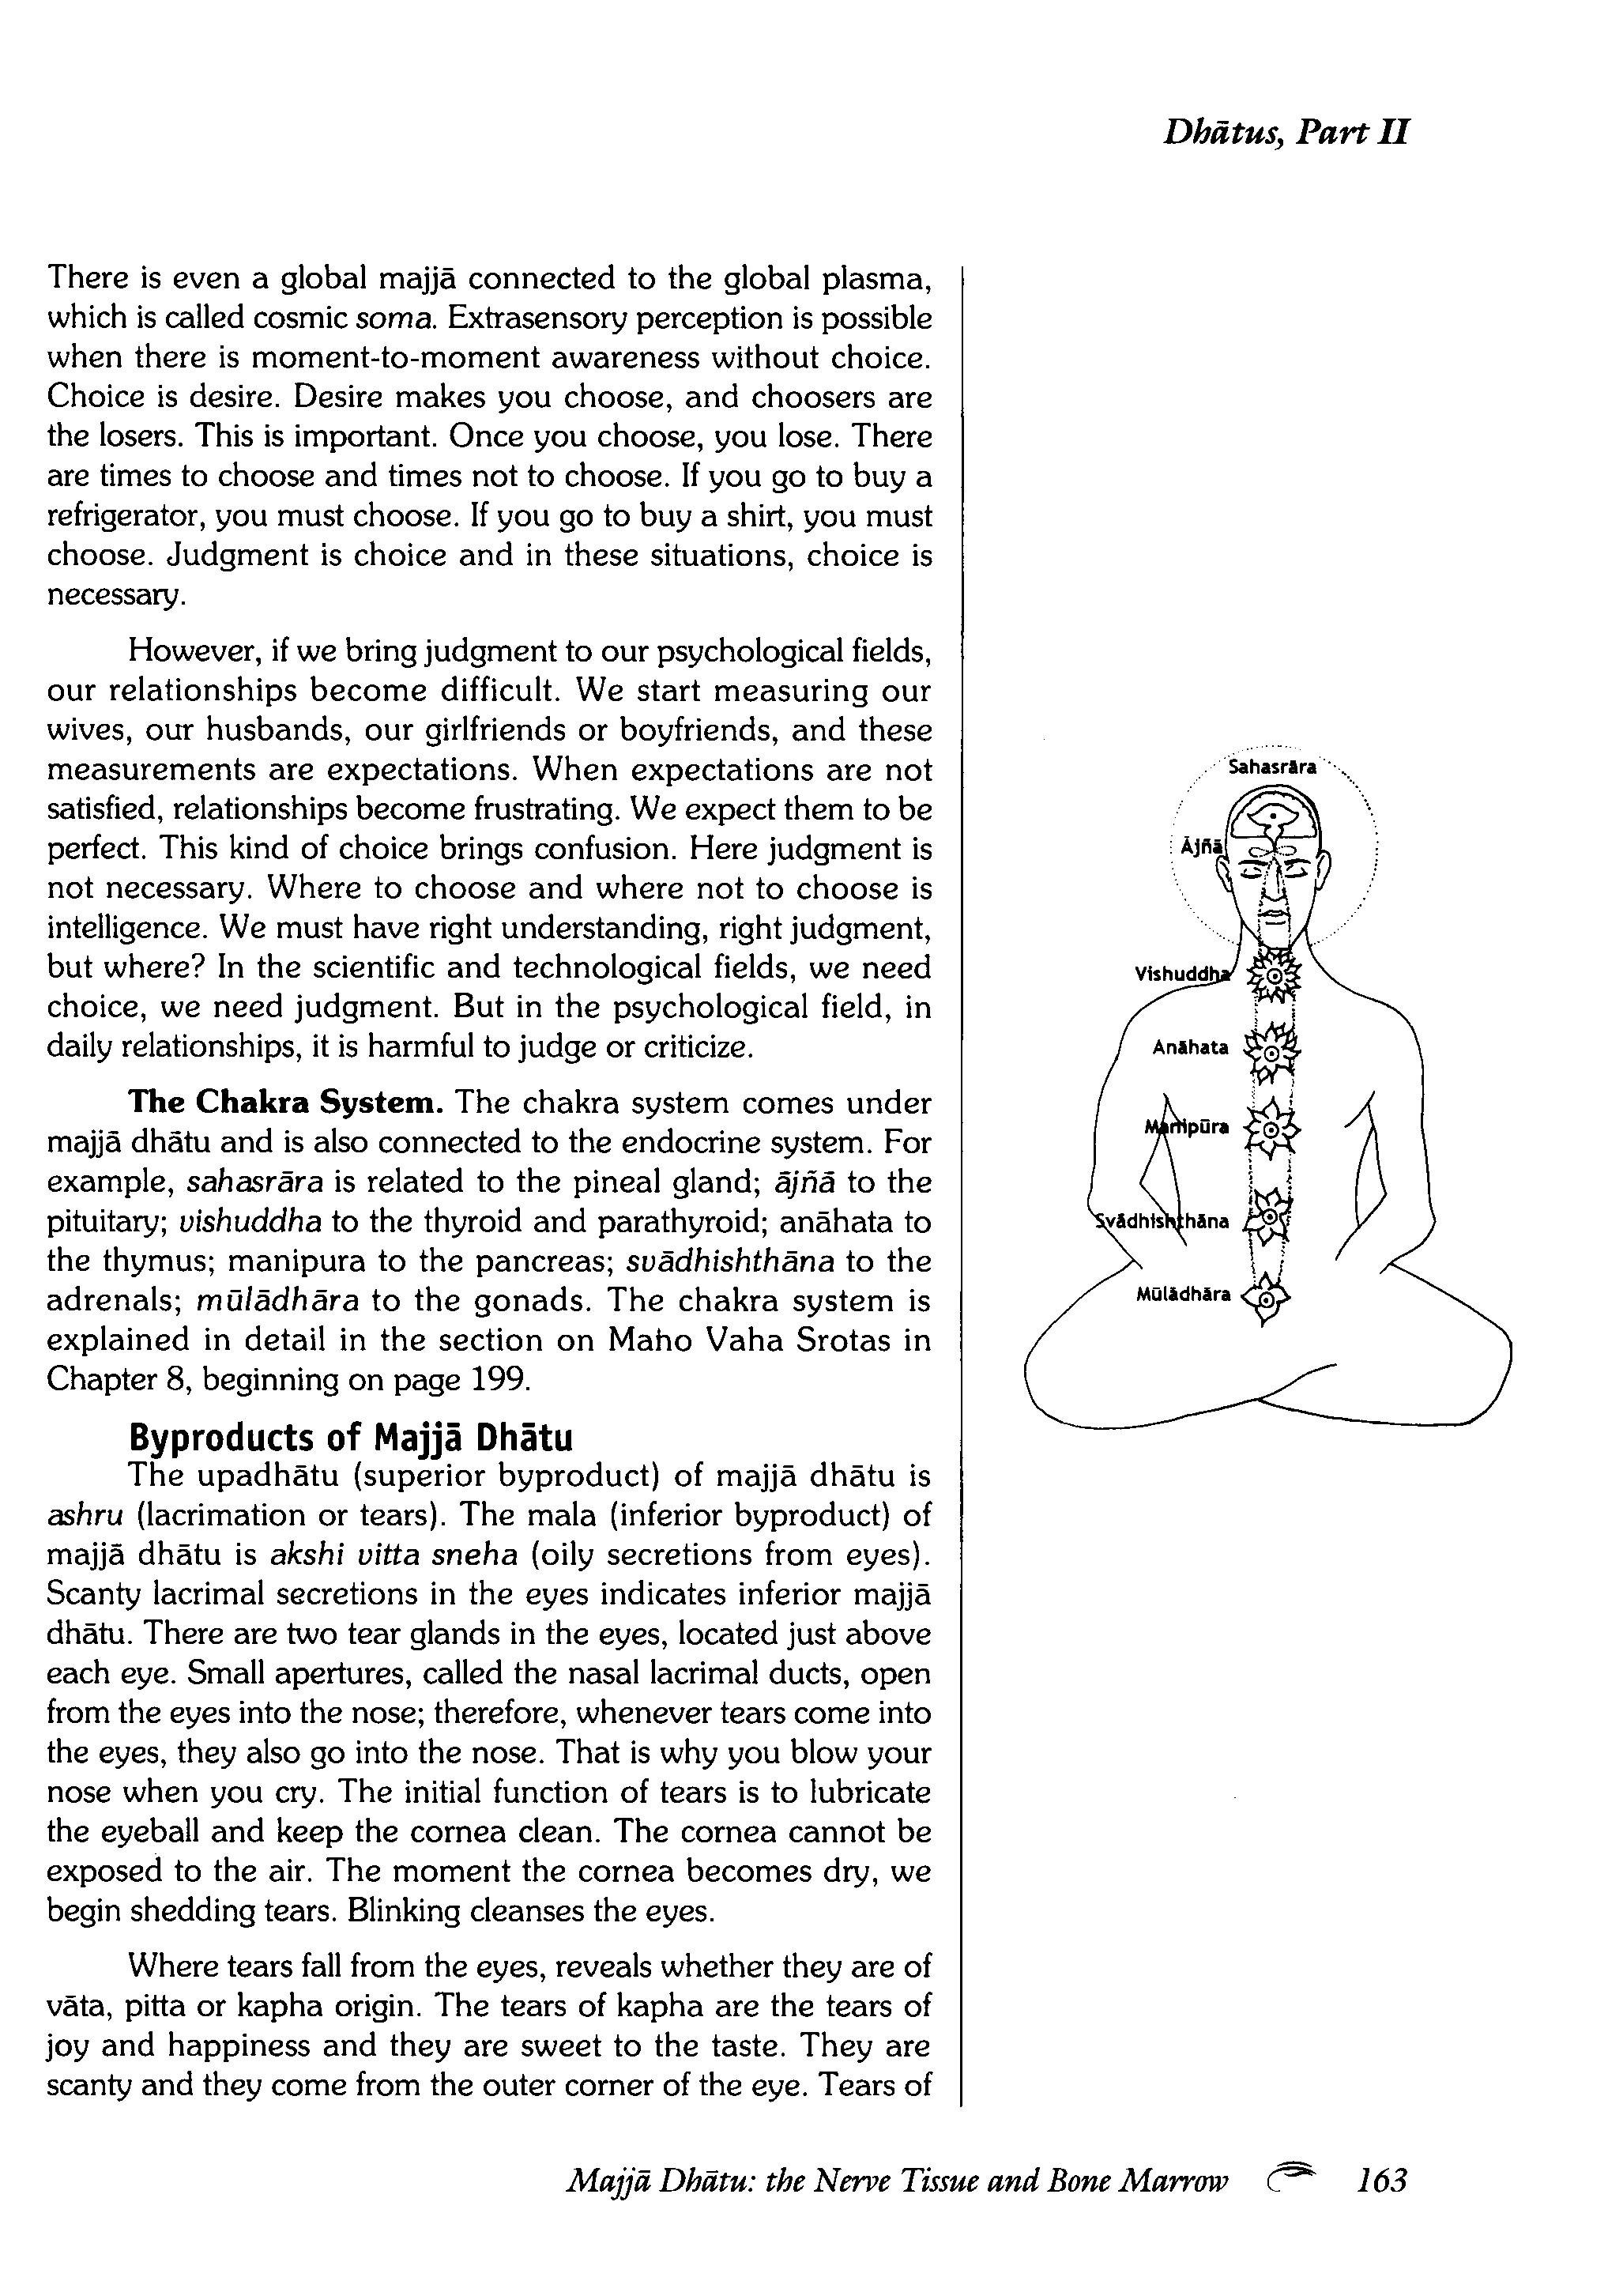 Dhātus, Part II
There is even a global majjā connected to the global plasma,
which is called cosmic soma. Extrasensory perception is possible
when there is moment-to-moment awareness without choice.
Choice is desire. Desire makes you choose, and choosers are
the losers. This is important. Once you choose, you lose. There
are times to choose and times not to choose. If you go to buy a
refrigerator, you must choose. If you go to buy a shirt, you must
choose. Judgment is choice and in these situations, choice is
necessary.
However, if we bring judgment to our psychological fields,
our relationships become difficult. We start measuring our
wives, our husbands, our girlfriends or boyfriends, and these
measurements are expectations. When expectations are not
satisfied, relationships become frustrating. We expect them to be
perfect. This kind of choice brings confusion. Here judgment is
not necessary. Where to choose and where not to choose is
intelligence. We must have right understanding, right judgment,
but where? In the scientific and technological fields, we need
choice, we need judgment. But in the psychological field, in
daily relationships, it is harmful to judge or criticize.
The Chakra System. The chakra system comes under
majjā dhātu and is also connected to the endocrine system. For
example, sahasrāra is related to the pineal gland; ājñā to the
pituitary; vishuddha to the thyroid and parathyroid; anāhata to
the thymus; manipura to the pancreas; svādhishthāna to the
adrenals; mūlādhāra to the gonads. The chakra system is
explained in detail in the section on Maho Vaha Srotas in
Chapter 8, beginning on page 199.
Byproducts of Majjā Dhātu
The upadhātu (superior byproduct) of majjā dhātu is
ashru (lacrimation or tears). The mala (inferior byproduct) of
majjā dhātu is akshi vitta sneha (oily secretions from eyes).
Scanty lacrimal secretions in the eyes indicates inferior majjā
dhātu. There are two tear glands in the eyes, located just above
each eye. Small apertures, called the nasal lacrimal ducts, open
from the eyes into the nose; therefore, whenever tears come into
the eyes, they also go into the nose. That is why you blow your
nose when you cry. The initial function of tears is to lubricate
the eyeball and keep the cornea clean. The cornea cannot be
exposed to the air. The moment the cornea becomes dry, we
begin shedding tears. Blinking cleanses the eyes.
Where tears fall from the eyes, reveals whether they are of
vāta, pitta or kapha origin. The tears of kapha are the tears of
joy and happiness and they are sweet to the taste. They are
scanty and they come from the outer corner of the eye. Tears of
Sahasrāra
Ājñā
Vishuddha
Anāhata
Manipūra
Svādhishthāna
Mūlādhāra
Majjā Dhātu: the Nerve Tissue and Bone Marrow 163